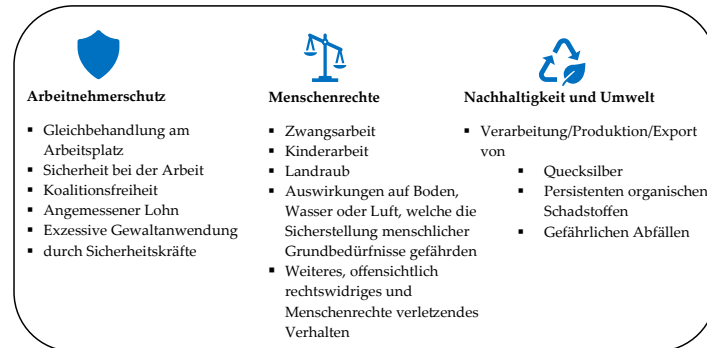 Arbeitnehmerschutz
▪ Gleichbehandlung am
Arbeitsplatz
▪ Sicherheit bei der Arbeit
▪ Koalitionsfreiheit
▪ Angemessener Lohn
▪ Exzessive Gewaltanwendung
▪ durch Sicherheitskräfte
Menschenrechte
▪ Zwangsarbeit
▪ Kinderarbeit
▪ Landraub
▪ Auswirkungen auf Boden,
Wasser oder Luft, welche die
Sicherstellung menschlicher
Grundbedürfnisse gefährden
▪ Weiteres, offensichtlich
rechtswidriges und
Menschenrechte verletzendes
Verhalten
Nachhaltigkeit und Umwelt
▪ Verarbeitung/Produktion/Export
von
▪ Quecksilber
▪ Persistenten organischen
Schadstoffen
▪ Gefährlichen Abfällen